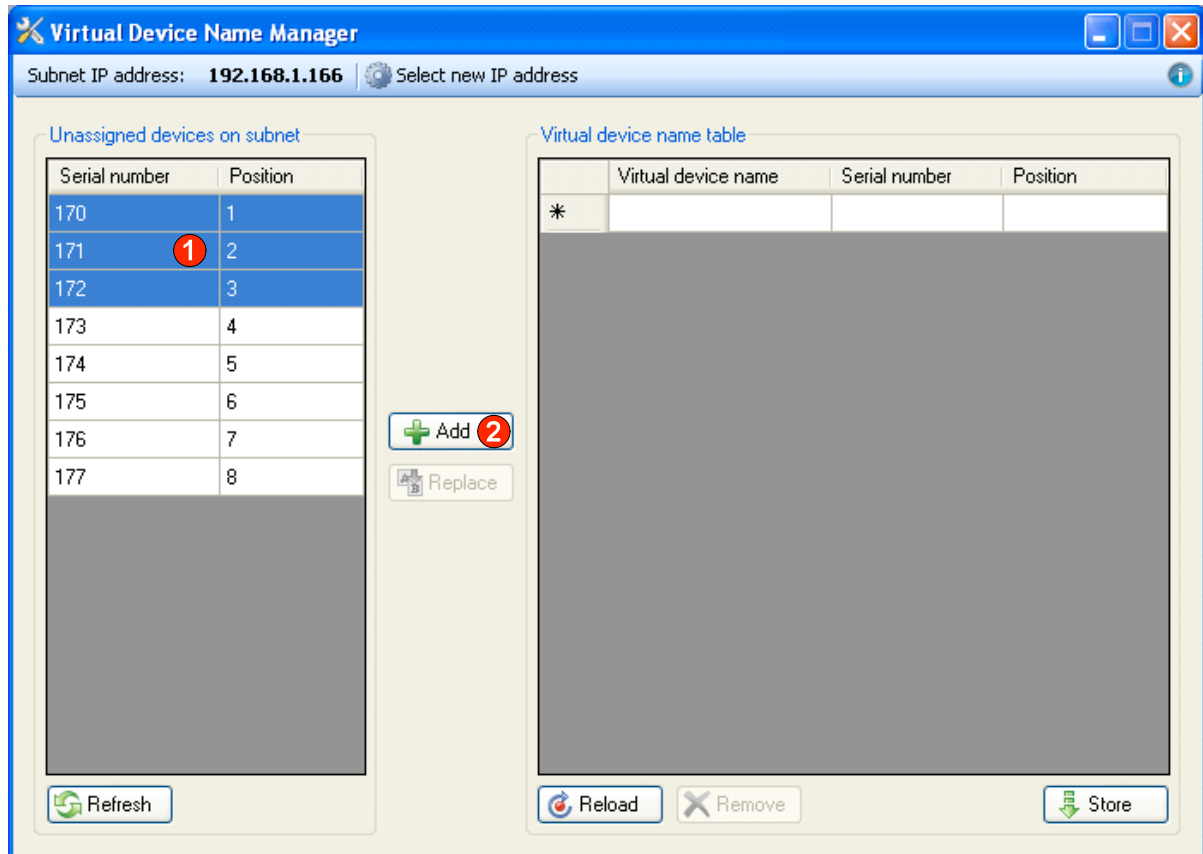 Virtual Device Name Manager
Subnet IP address: 192.168.1.166 Select new IP address
Unassigned devices on subnet
Serial number Position
170 1
171 1 2
172 3
173 4
174 5
175 6
176 7
177 8
Refresh
Add 2
Replace
Virtual device name table
Virtual device name Serial number Position
*
Reload Remove Store